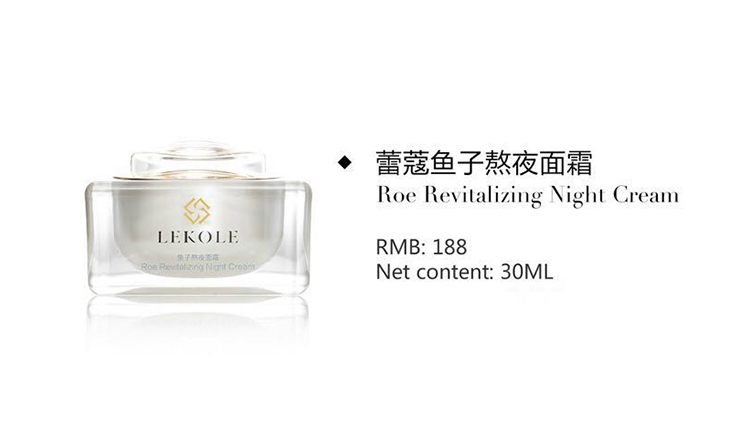 LEKOLE
鱼子熬夜面霜
Roe Revitalizing Night Cream
蕾蔻鱼子熬夜面霜
Roe Revitalizing Night Cream
RMB: 188
Net content: 30ML